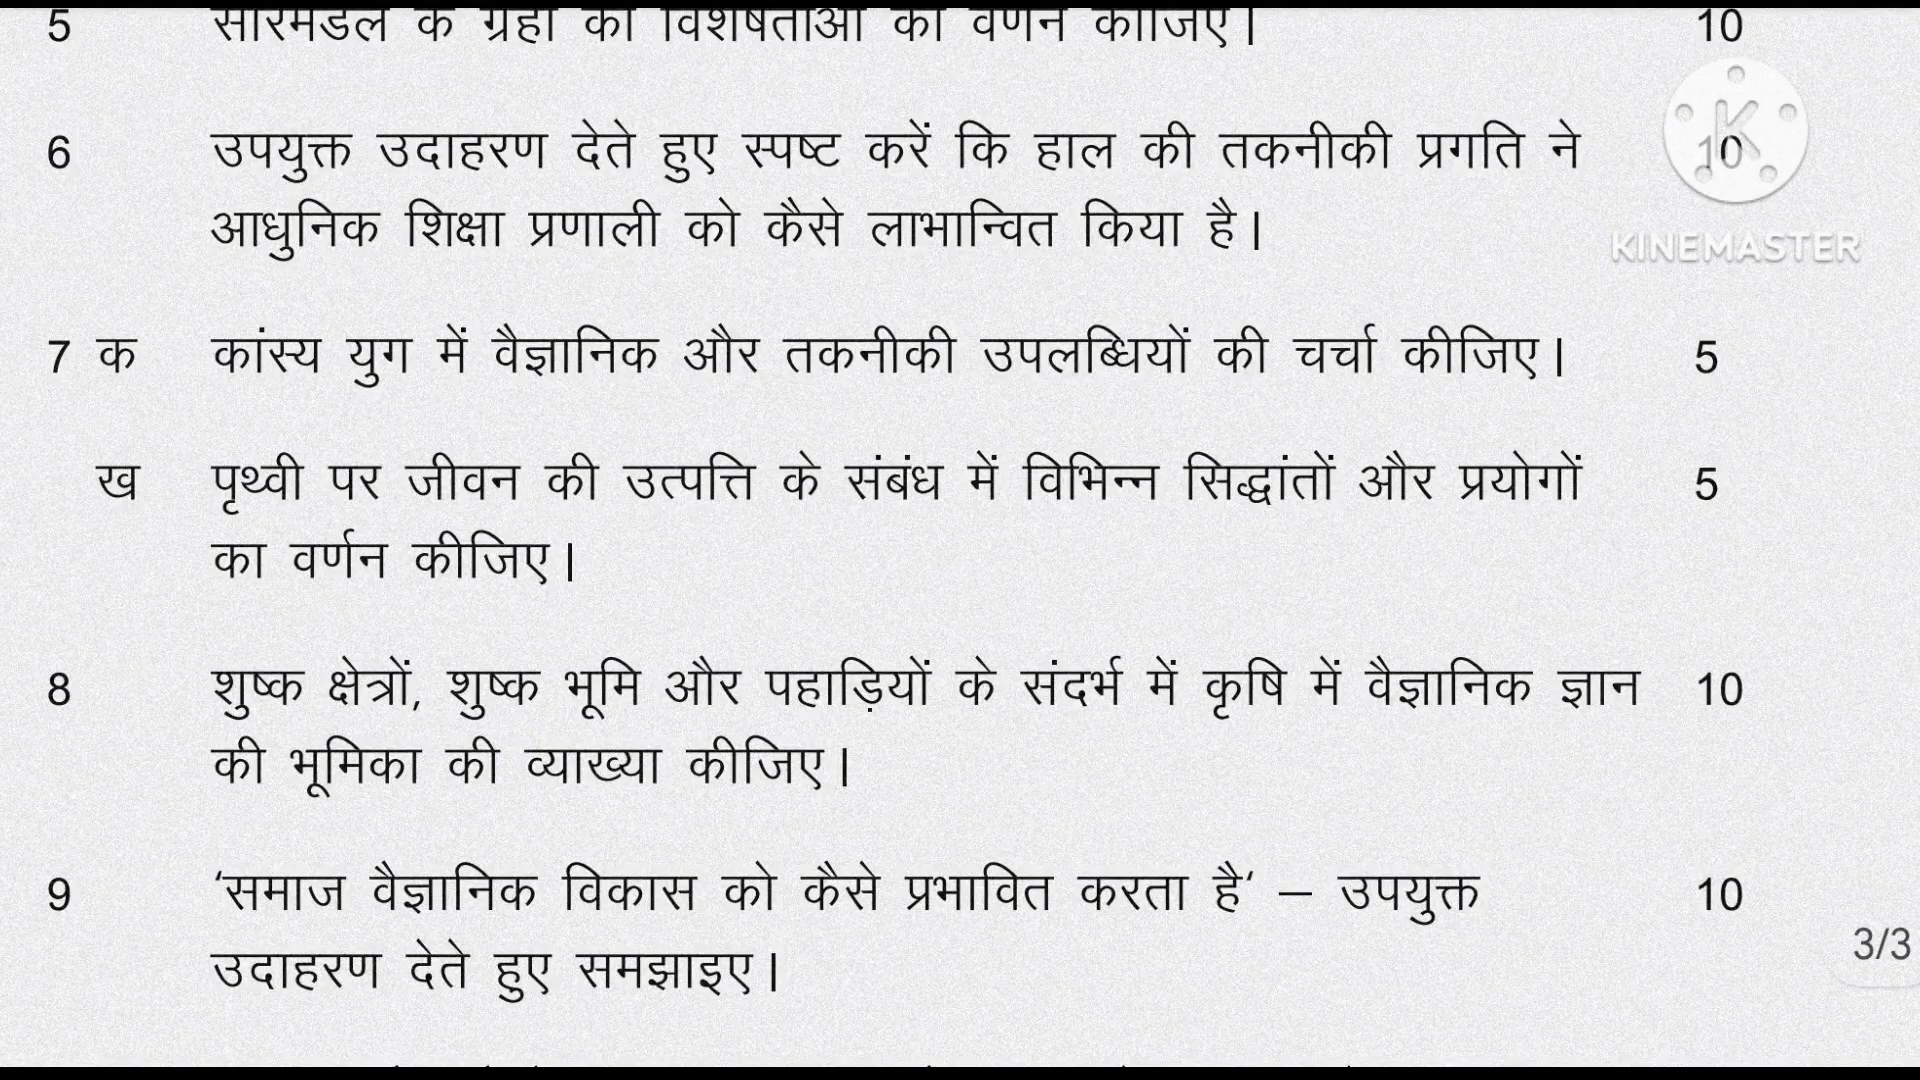 5 सौरमंडल के ग्रहों की विशेषताओं का वर्णन कीजिए। 10
6 उपयुक्त उदाहरण देते हुए स्पष्ट करें कि हाल की तकनीकी प्रगति ने 10
आधुनिक शिक्षा प्रणाली को कैसे लाभान्वित किया है।
KINEMASTER
7 क कांस्य युग में वैज्ञानिक और तकनीकी उपलब्धियों की चर्चा कीजिए। 5
ख पृथ्वी पर जीवन की उत्पत्ति के संबंध में विभिन्न सिद्धांतों और प्रयोगों 5
का वर्णन कीजिए।
8 शुष्क क्षेत्रों, शुष्क भूमि और पहाड़ियों के संदर्भ में कृषि में वैज्ञानिक ज्ञान 10
की भूमिका की व्याख्या कीजिए।
9 ‘समाज वैज्ञानिक विकास को कैसे प्रभावित करता है‘ – उपयुक्त 10
3/3
उदाहरण देते हुए समझाइए।